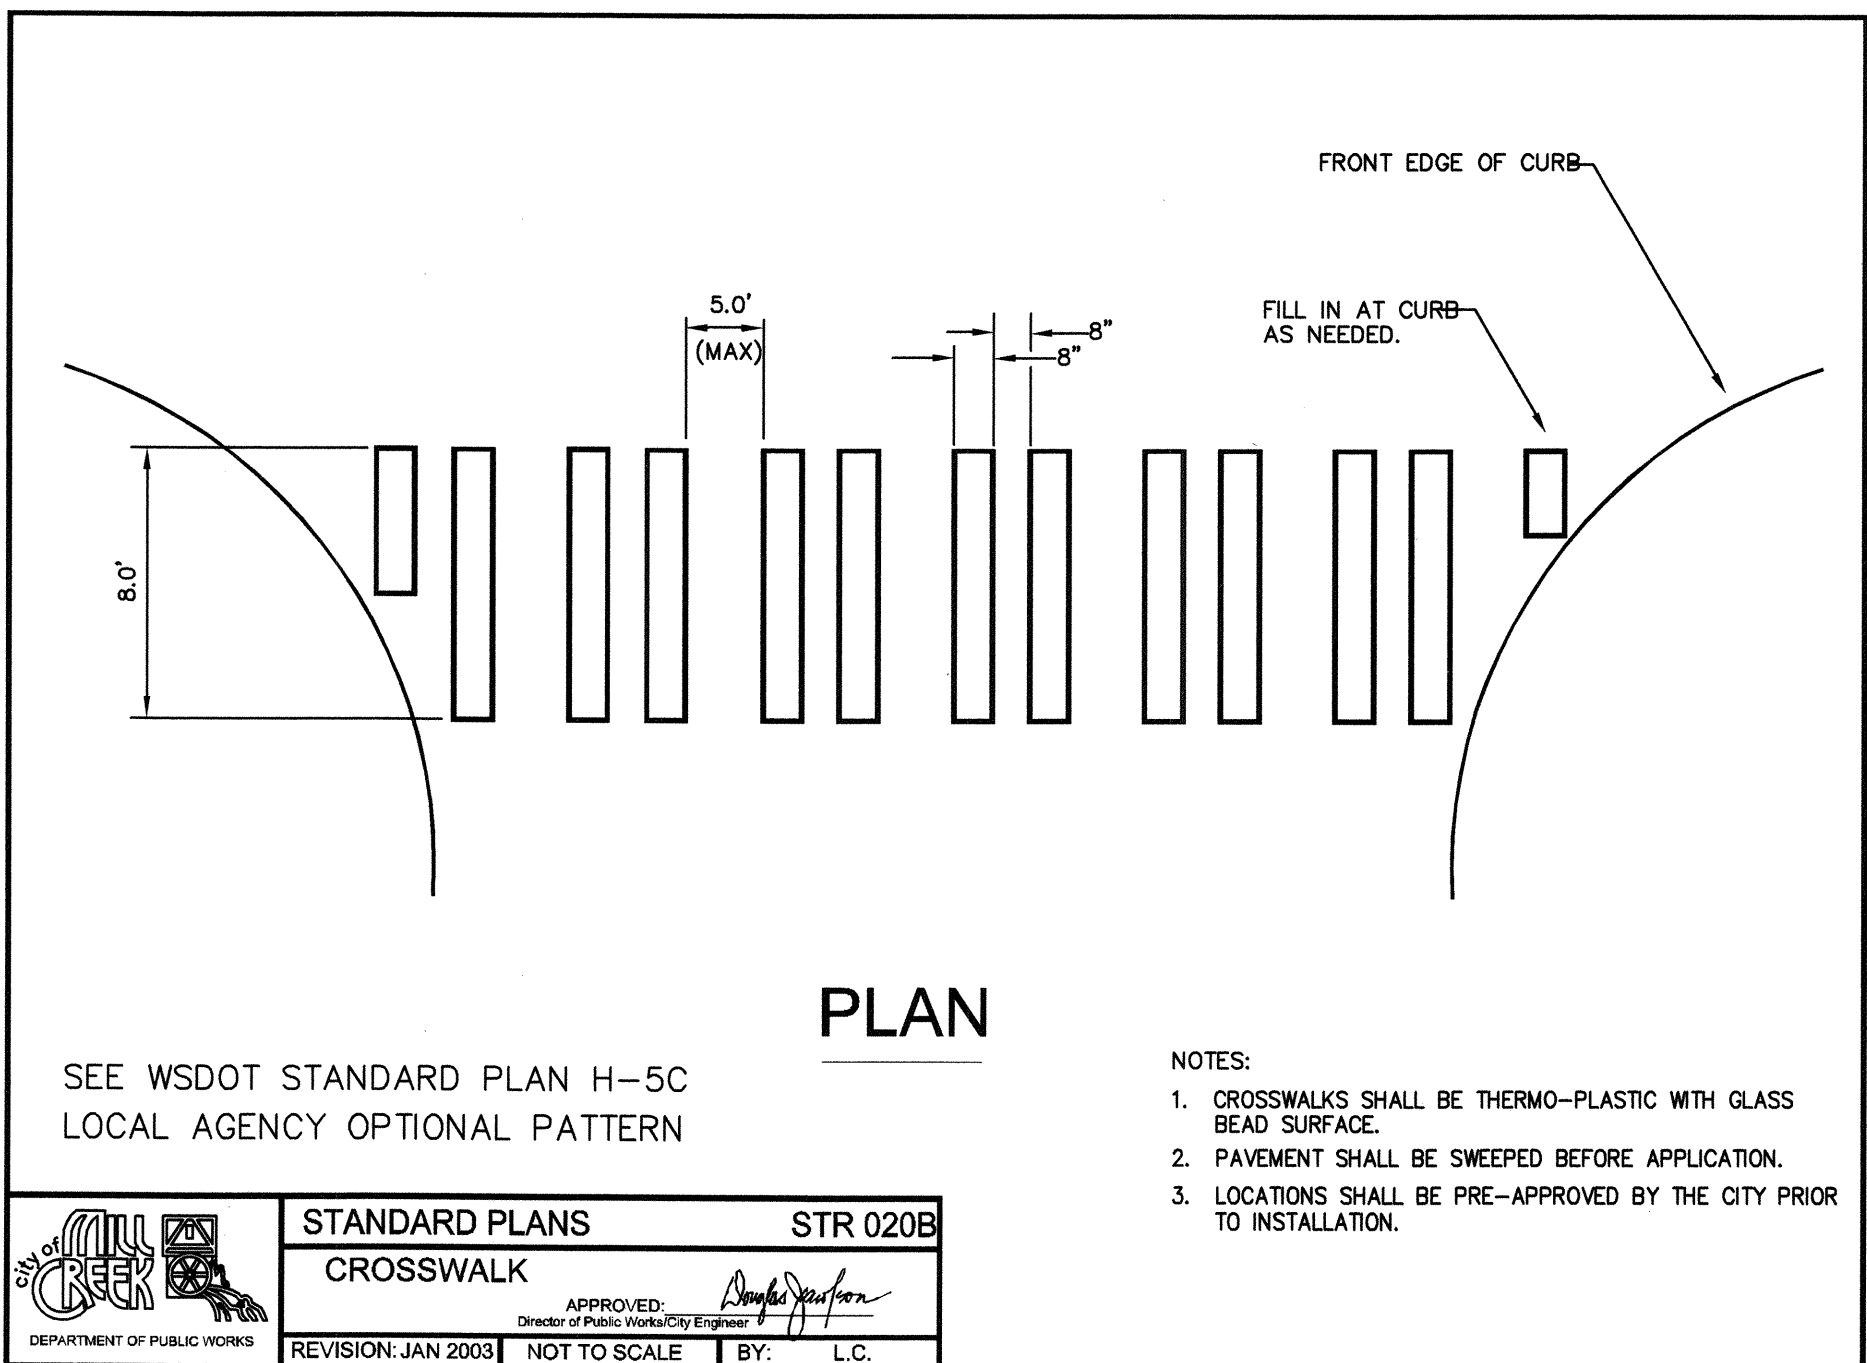 FRONT EDGE OF CURB
5.0'
(MAX)
8"
8"
FILL IN AT CURB
AS NEEDED.
8.0'
PLAN
SEE WSDOT STANDARD PLAN H-5C
LOCAL AGENCY OPTIONAL PATTERN
NOTES:
1. CROSSWALKS SHALL BE THERMO-PLASTIC WITH GLASS
BEAD SURFACE.
2. PAVEMENT SHALL BE SWEEPED BEFORE APPLICATION.
3. LOCATIONS SHALL BE PRE-APPROVED BY THE CITY PRIOR
TO INSTALLATION.
city of
MILL
CREEK
DEPARTMENT OF PUBLIC WORKS
STANDARD PLANS STR 020B
CROSSWALK
APPROVED:
Director of Public Works/City Engineer
REVISION: JAN 2003 NOT TO SCALE BY: L.C.